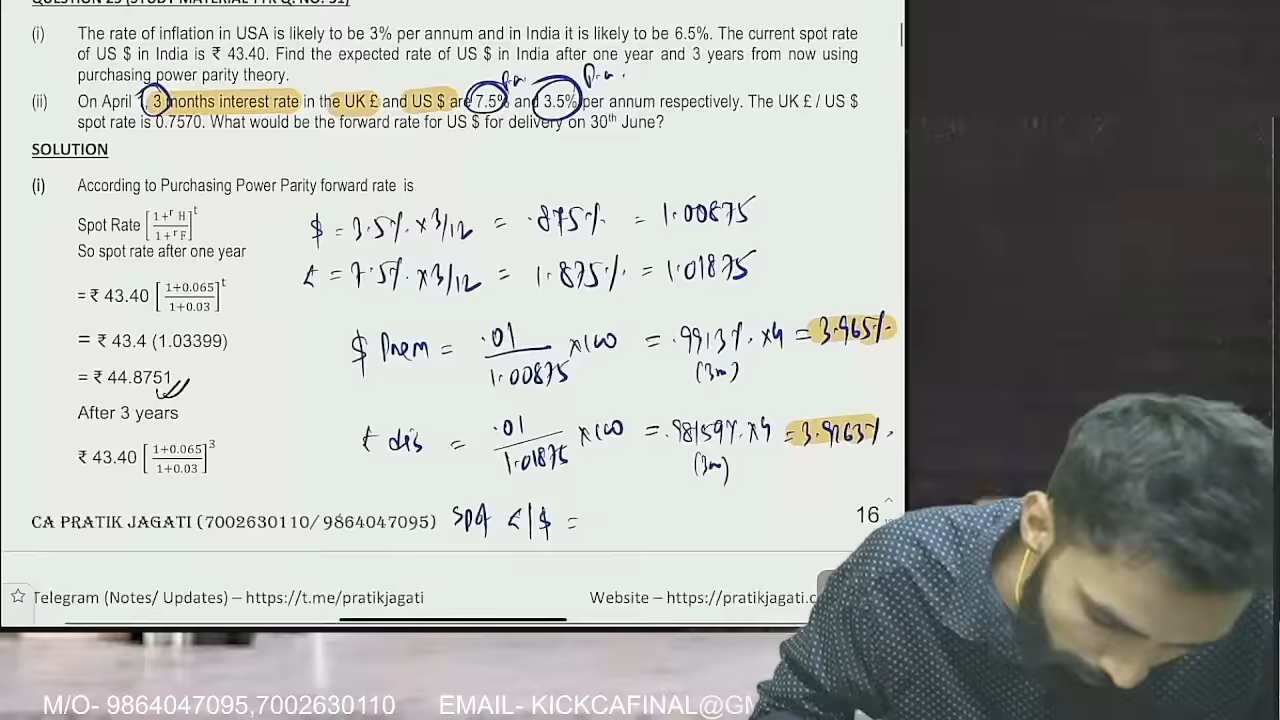 QUESTION 25 (STUDY MATERIAL) TR Q. NO. 31)
(i) The rate of inflation in USA is likely to be 3% per annum and in India it is likely to be 6.5%. The current spot rate
of US $ in India is ₹ 43.40. Find the expected rate of US $ in India after one year and 3 years from now using
purchasing power parity theory.
p.a. p.a.
(ii) On April 1, 3 months interest rate in the UK £ and US $ are 7.5% and 3.5% per annum respectively. The UK £ / US $
spot rate is 0.7570. What would be the forward rate for US $ for delivery on 30th June?
SOLUTION
(i) According to Purchasing Power Parity forward rate is
Spot Rate [1+rH / 1+rF]^t
$ = 3.5% × 3/12 = .875% = 1.00875
So spot rate after one year
£ = 7.5% × 3/12 = 1.875% = 1.01875
= ₹ 43.40 [1+0.065 / 1+0.03]^t
= ₹ 43.4 (1.03399)
$ Prem = .01 / 1.00875 × 100 = .9913% × 4 = 3.965%
(3m)
= ₹ 44.8751
After 3 years
₹ 43.40 [1+0.065 / 1+0.03]^3
£ dis = .01 / 1.01875 × 100 = .98159% × 4 = 3.9263%.
(3m)
CA PRATIK JAGATI (7002630110/ 9864047095) Spot £/$ = 16
Telegram (Notes/ Updates) – https://t.me/pratikjagati Website – https://pratikjagati.c
M/O- 9864047095,7002630110 EMAIL- KICKCAFINAL@GM